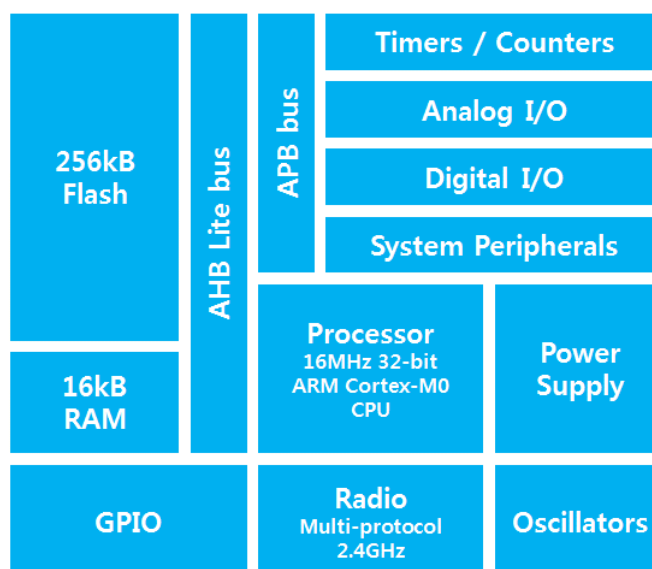 256kB
Flash
16kB
RAM
AHB Lite bus
APB bus
Timers / Counters
Analog I/O
Digital I/O
System Peripherals
Processor
16MHz 32-bit
ARM Cortex-M0
CPU
Power
Supply
GPIO
Radio
Multi-protocol
2.4GHz
Oscillators